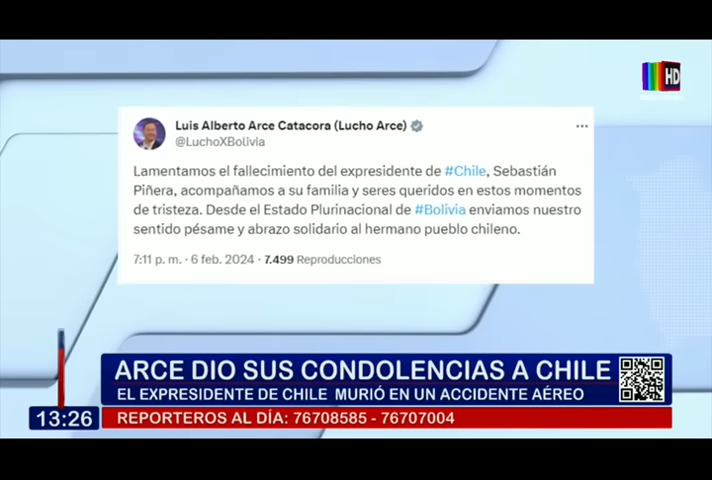 HD
Luis Alberto Arce Catacora (Lucho Arce)
@LuchoXBolivia
Lamentamos el fallecimiento del expresidente de #Chile, Sebastián
Piñera, acompañamos a su familia y seres queridos en estos momentos
de tristeza. Desde el Estado Plurinacional de #Bolivia enviamos nuestro
sentido pésame y abrazo solidario al hermano pueblo chileno.
7:11 p. m. · 6 feb. 2024 · 7.499 Reproducciones
ARCE DIO SUS CONDOLENCIAS A CHILE
EL EXPRESIDENTE DE CHILE MURIÓ EN UN ACCIDENTE AÉREO
13:26 REPORTEROS AL DÍA: 76708585 - 76707004